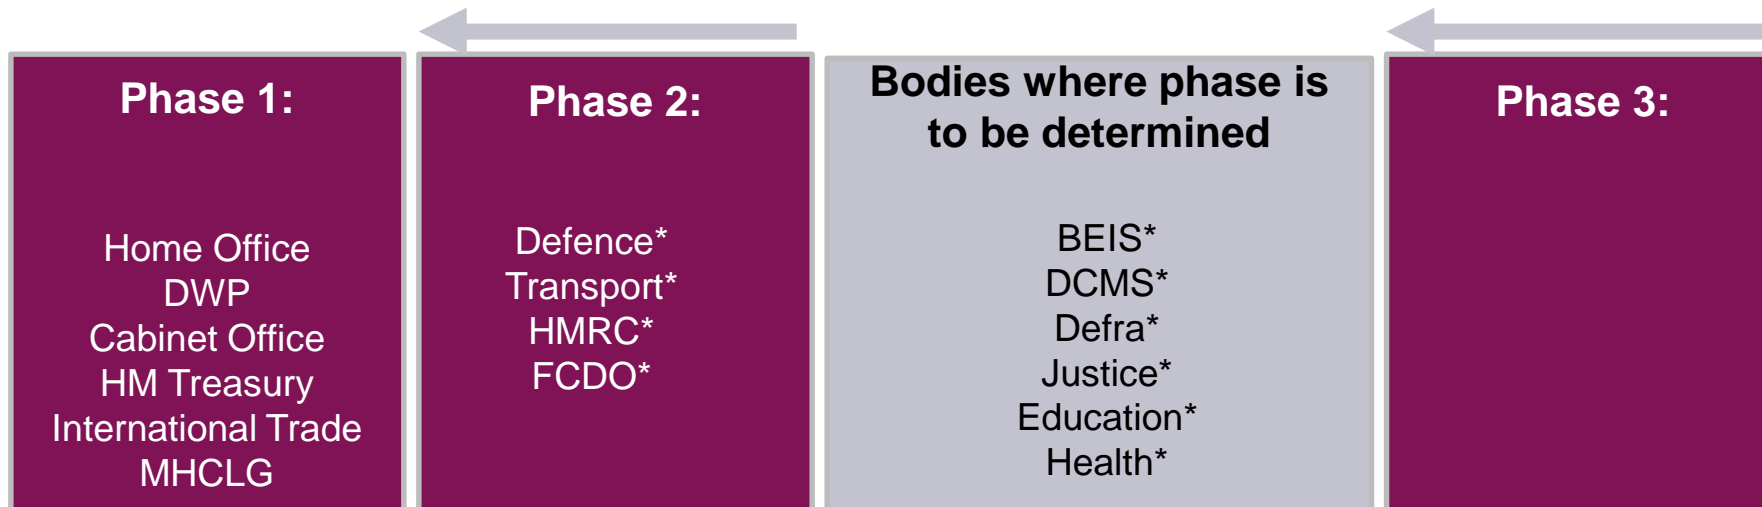 Phase 1:
Home Office
DWP
Cabinet Office
HM Treasury
International Trade
MHCLG
Phase 2:
Defence*
Transport*
HMRC*
FCDO*
Bodies where phase is
to be determined
BEIS*
DCMS*
Defra*
Justice*
Education*
Health*
Phase 3: